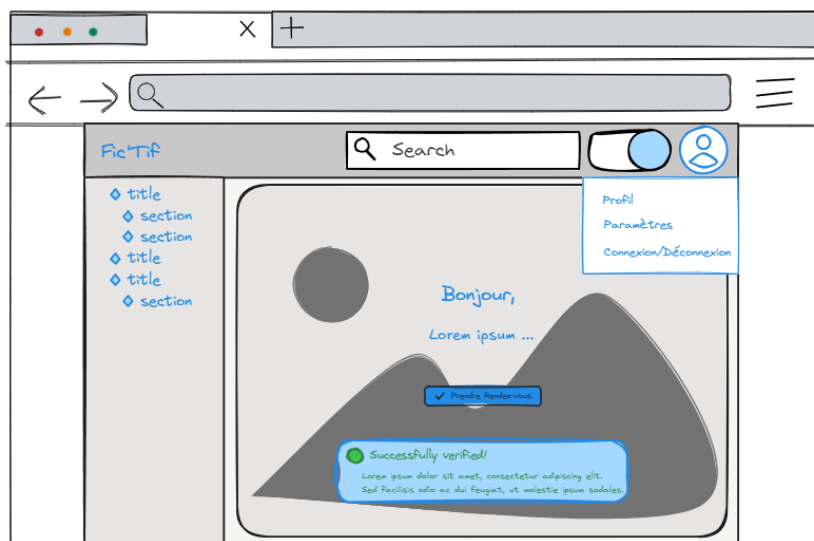 Fic'Tif
Search
title
section
section
title
title
section
Profil
Paramètres
Connexion/Déconnexion
Bonjour,
Lorem ipsum ...
Prendre Rendez-vous
Successfully verified!
Lorem ipsum dolor sit amet, consectetur adipiscing elit.
Sed facilisis odio ac dui feugiat, ut molestie ipsum sodales.